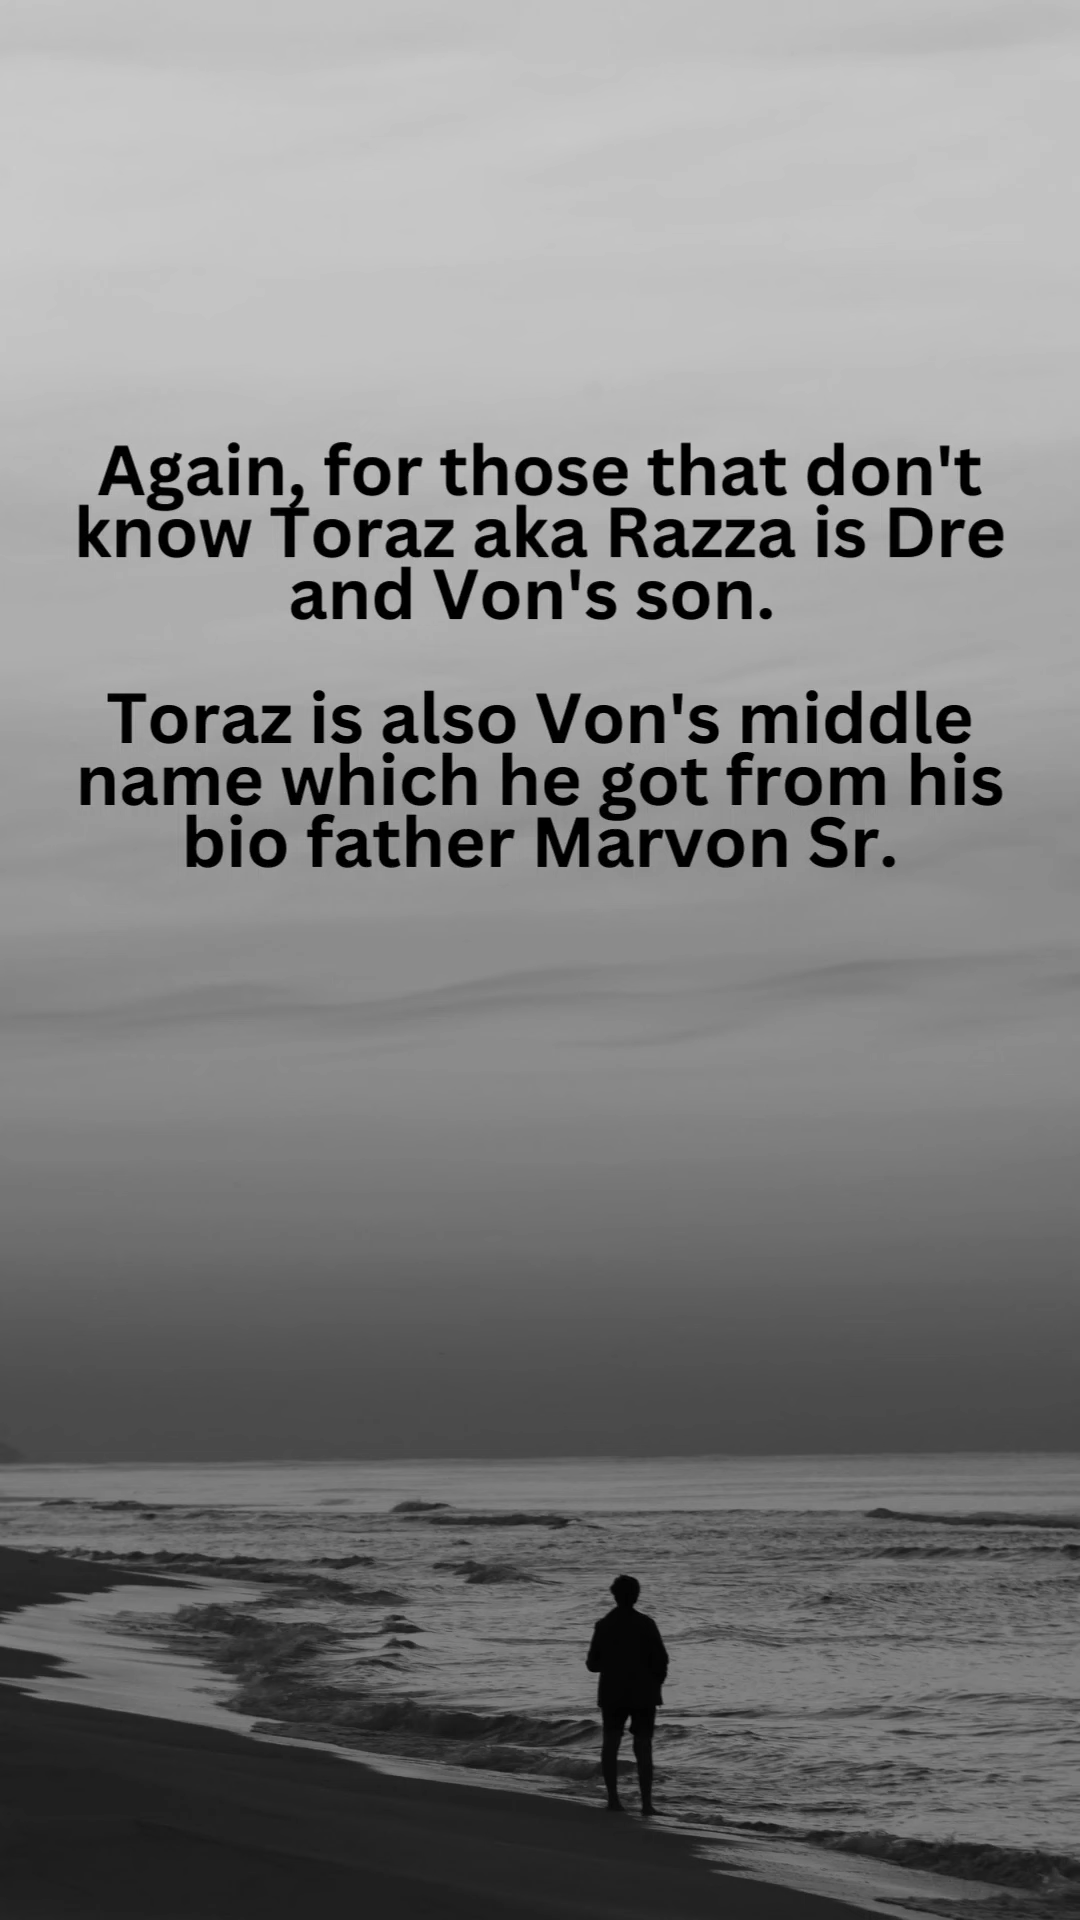 Again, for those that don't
know Toraz aka Razza is Dre
and Von's son.
Toraz is also Von's middle
name which he got from his
bio father Marvon Sr.